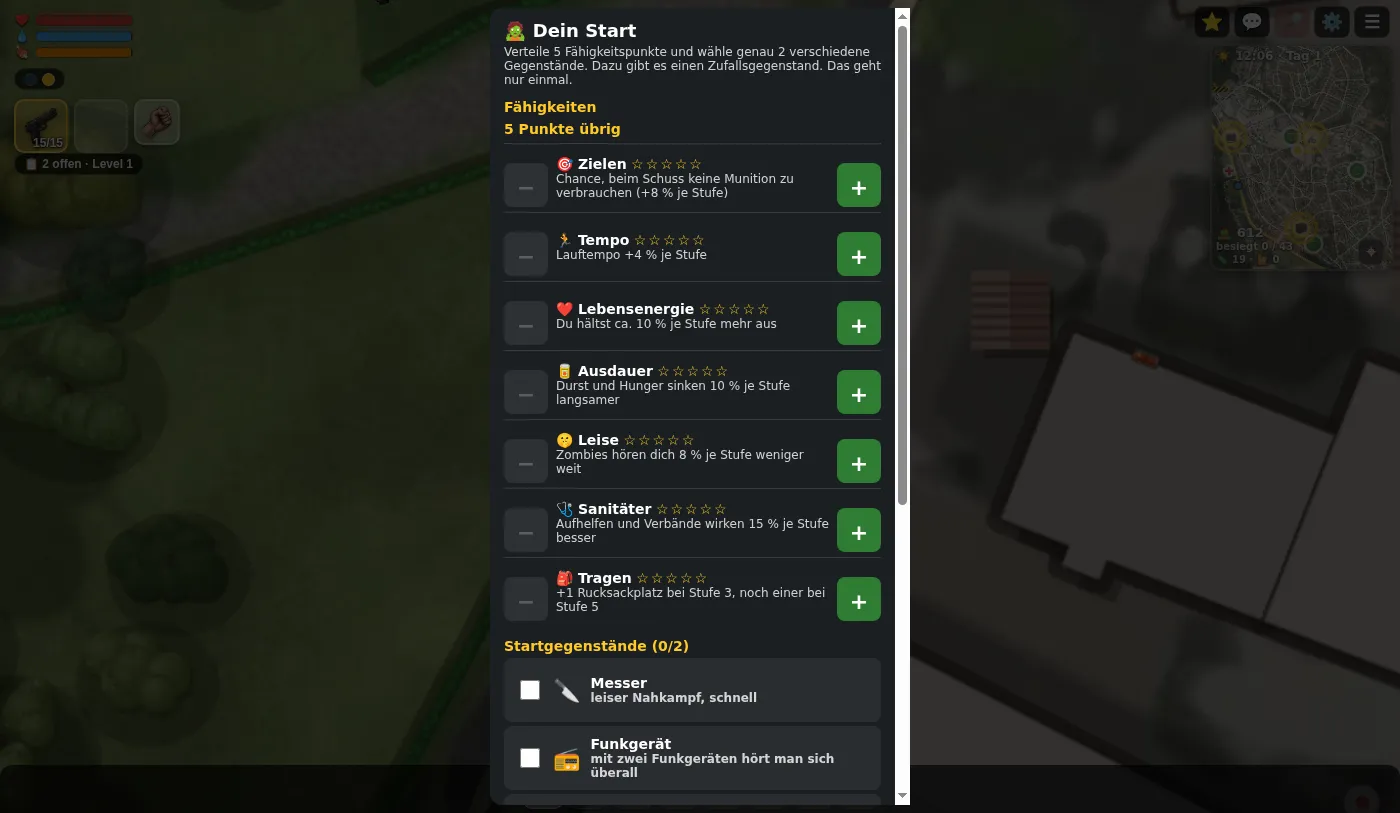 Dein Start
Verteile 5 Fähigkeitspunkte und wähle genau 2 verschiedene
Gegenstände. Dazu gibt es einen Zufallsgegenstand. Das geht
nur einmal.
Fähigkeiten
5 Punkte übrig
Zielen ☆☆☆☆☆
Chance, beim Schuss keine Munition zu
verbrauchen (+8 % je Stufe)
Tempo ☆☆☆☆☆
Lauftempo +4 % je Stufe
Lebensenergie ☆☆☆☆☆
Du hältst ca. 10 % je Stufe mehr aus
Ausdauer ☆☆☆☆☆
Durst und Hunger sinken 10 % je Stufe
langsamer
Leise ☆☆☆☆☆
Zombies hören dich 8 % je Stufe weniger
weit
Sanitäter ☆☆☆☆☆
Aufhelfen und Verbände wirken 15 % je Stufe
besser
Tragen ☆☆☆☆☆
+1 Rucksackplatz bei Stufe 3, noch einer bei
Stufe 5
Startgegenstände (0/2)
Messer
leiser Nahkampf, schnell
Funkgerät
mit zwei Funkgeräten hört man sich
überall
15/15
2 offen · Level 1
12:06 · Tag 1
612
besiegt 0 / 43
19 · 0